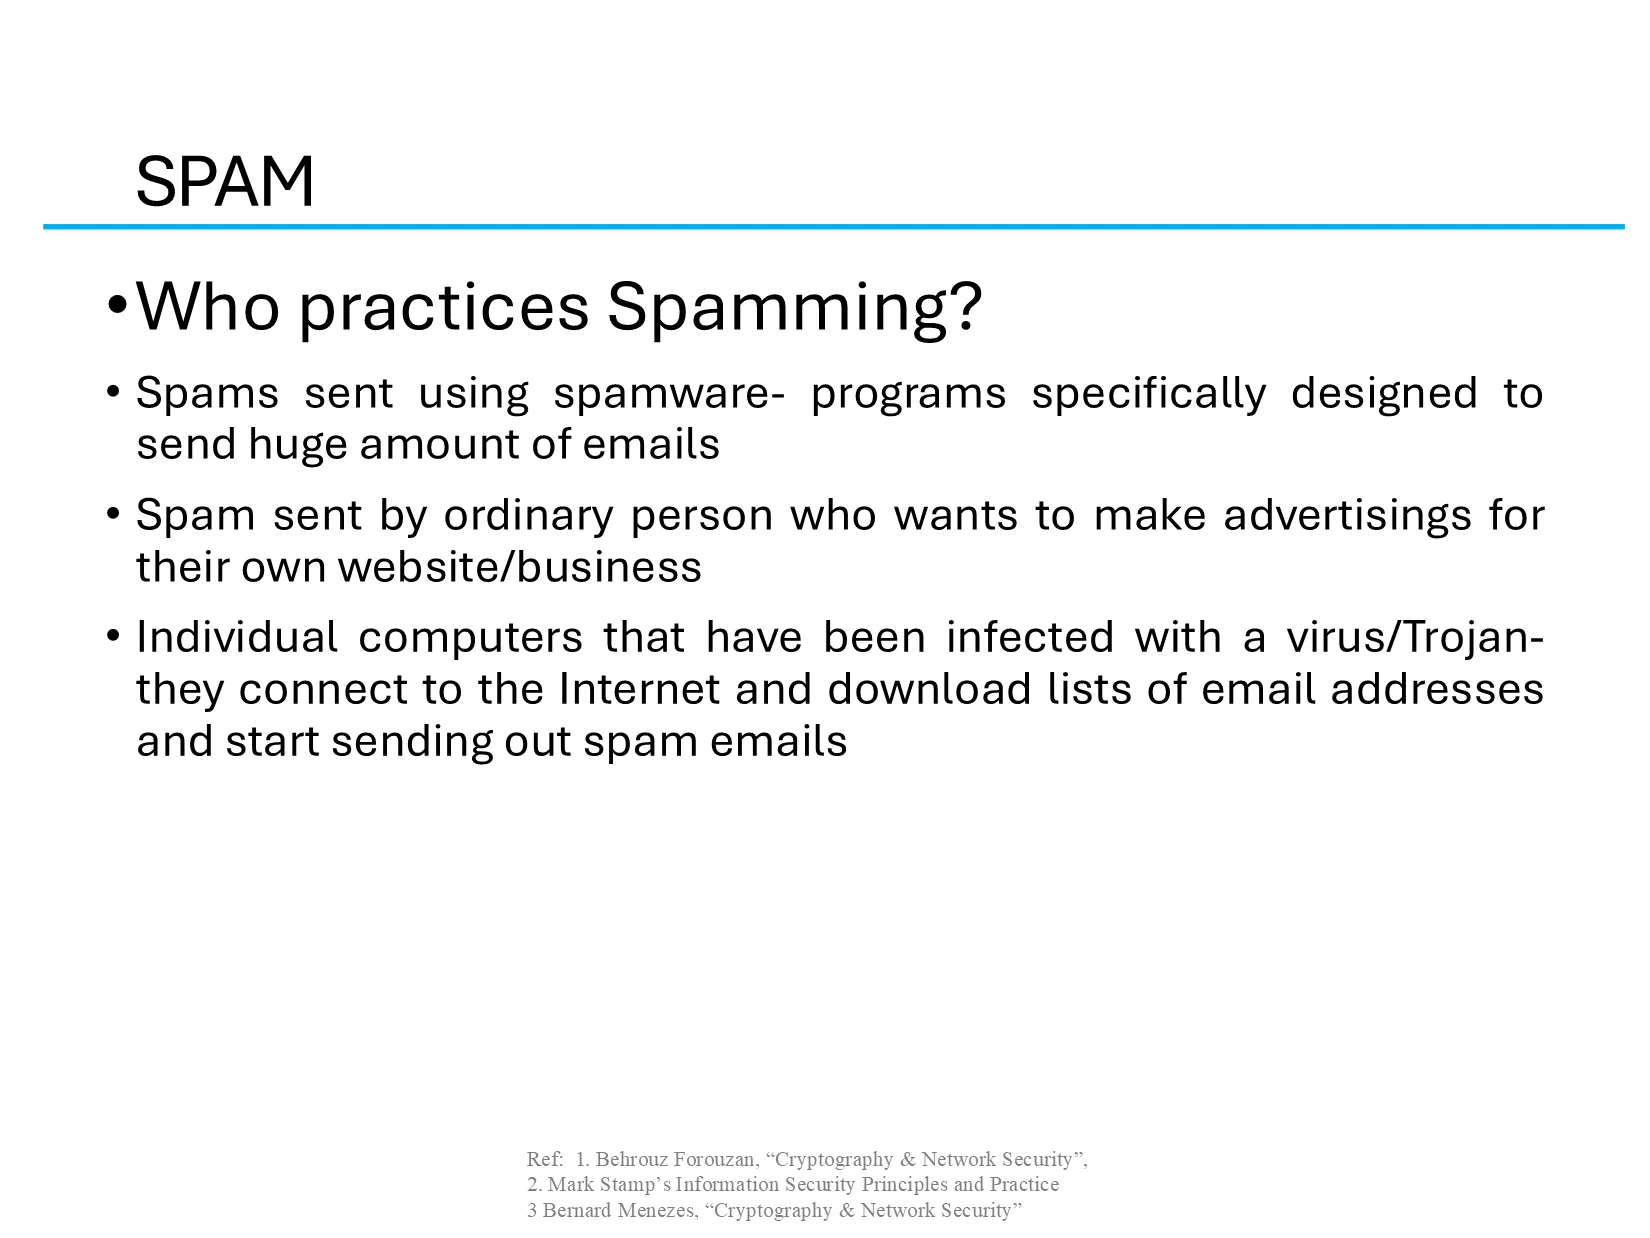 SPAM
•Who practices Spamming?
• Spams sent using spamware- programs specifically designed to
send huge amount of emails
• Spam sent by ordinary person who wants to make advertisings for
their own website/business
• Individual computers that have been infected with a virus/Trojan-
they connect to the Internet and download lists of email addresses
and start sending out spam emails
Ref:  1. Behrouz Forouzan, “Cryptography & Network Security”,
2. Mark Stamp’s Information Security Principles and Practice
3 Bernard Menezes, “Cryptography & Network Security”